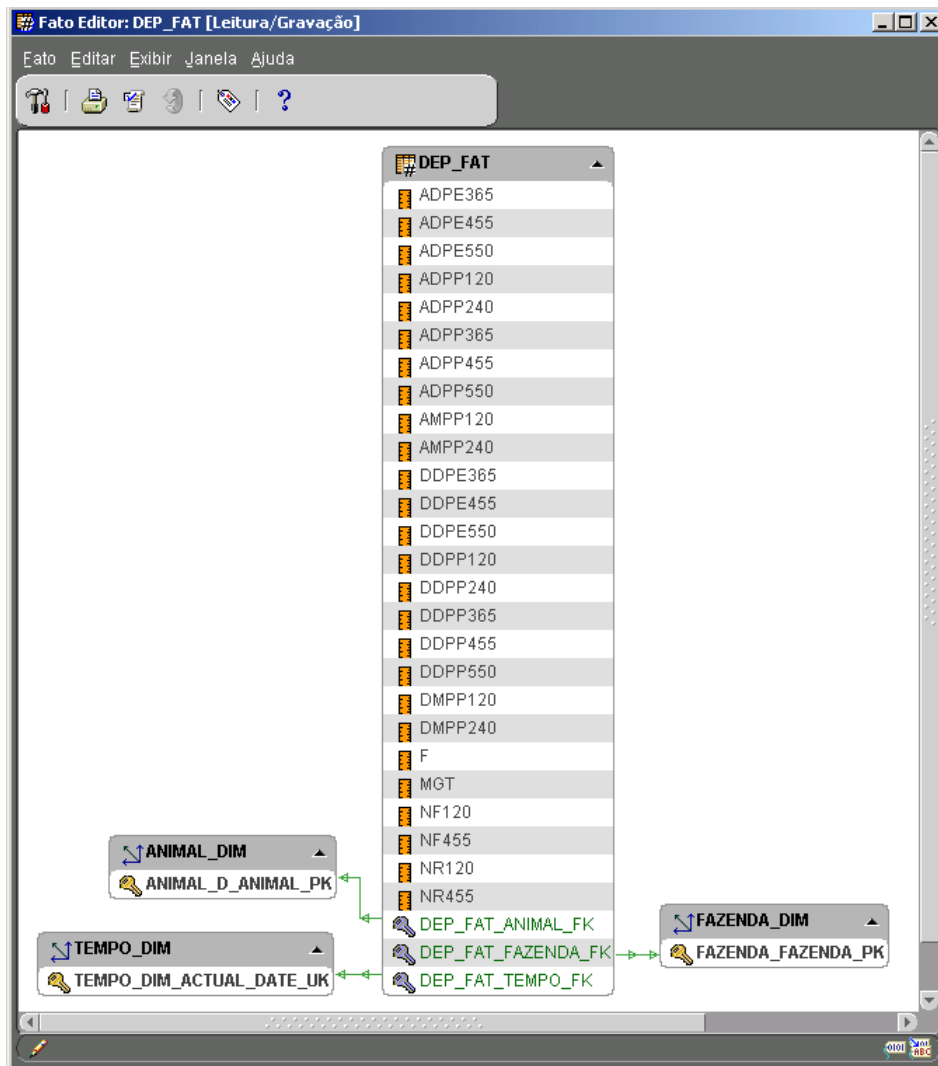 Fato Editor: DEP_FAT [Leitura/Gravação]
Fato Editar Exibir Janela Ajuda
DEP_FAT
ADPE365
ADPE455
ADPE550
ADPP120
ADPP240
ADPP365
ADPP455
ADPP550
AMPP120
AMPP240
DDPE365
DDPE455
DDPE550
DDPP120
DDPP240
DDPP365
DDPP455
DDPP550
DMPP120
DMPP240
F
MGT
NF120
NF455
NR120
NR455
DEP_FAT_ANIMAL_FK
DEP_FAT_FAZENDA_FK
DEP_FAT_TEMPO_FK
ANIMAL_DIM
ANIMAL_D_ANIMAL_PK
TEMPO_DIM
TEMPO_DIM_ACTUAL_DATE_UK
FAZENDA_DIM
FAZENDA_FAZENDA_PK
0101
ABC